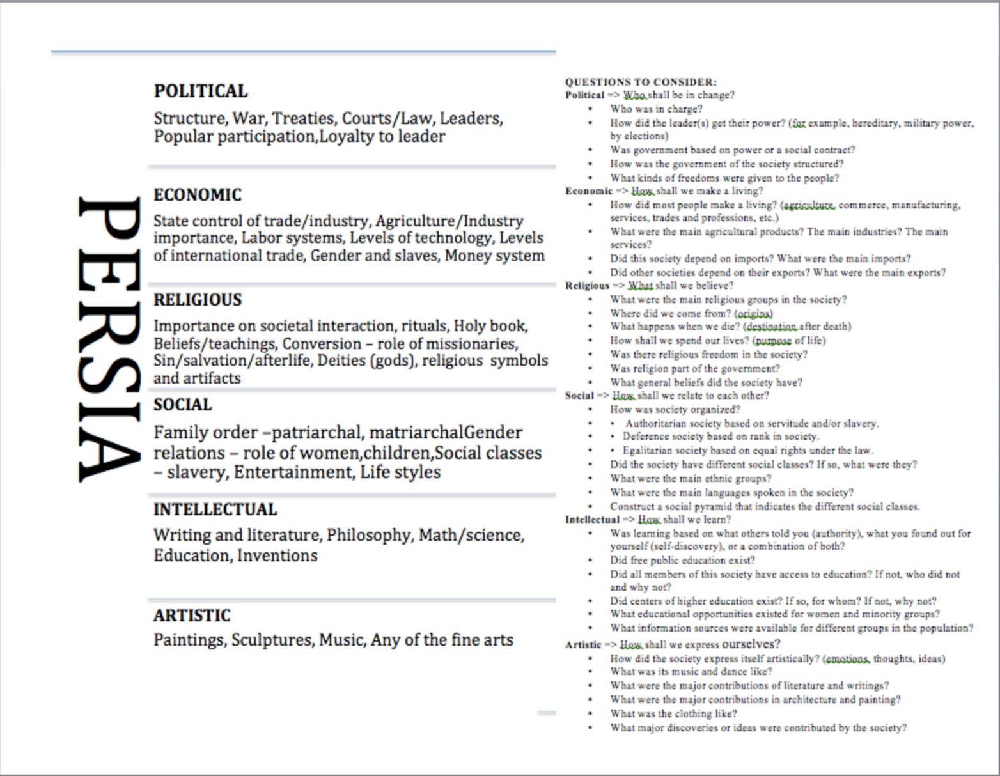 PERSIA
POLITICAL
Structure, War, Treaties, Courts/Law, Leaders,
Popular participation,Loyalty to leader
ECONOMIC
State control of trade/industry, Agriculture/Industry
importance, Labor systems, Levels of technology, Levels
of international trade, Gender and slaves, Money system
RELIGIOUS
Importance on societal interaction, rituals, Holy book,
Beliefs/teachings, Conversion – role of missionaries,
Sin/salvation/afterlife, Deities (gods), religious symbols
and artifacts
SOCIAL
Family order –patriarchal, matriarchalGender
relations – role of women,children,Social classes
– slavery, Entertainment, Life styles
INTELLECTUAL
Writing and literature, Philosophy, Math/science,
Education, Inventions
ARTISTIC
Paintings, Sculptures, Music, Any of the fine arts
QUESTIONS TO CONSIDER:
Political => Who shall be in change?
• Who was in charge?
• How did the leader(s) get their power? (for example, hereditary, military power,
by elections)
• Was government based on power or a social contract?
• How was the government of the society structured?
• What kinds of freedoms were given to the people?
Economic => How shall we make a living?
• How did most people make a living? (agriculture, commerce, manufacturing,
services, trades and professions, etc.)
• What were the main agricultural products? The main industries? The main
services?
• Did this society depend on imports? What were the main imports?
• Did other societies depend on their exports? What were the main exports?
Religious => What shall we believe?
• What were the main religious groups in the society?
• Where did we come from? (origins)
• What happens when we die? (destination after death)
• How shall we spend our lives? (purpose of life)
• Was there religious freedom in the society?
• Was religion part of the government?
• What general beliefs did the society have?
Social => How shall we relate to each other?
• How was society organized?
• • Authoritarian society based on servitude and/or slavery.
• • Deference society based on rank in society.
• • Egalitarian society based on equal rights under the law.
• Did the society have different social classes? If so, what were they?
• What were the main ethnic groups?
• What were the main languages spoken in the society?
• Construct a social pyramid that indicates the different social classes.
Intellectual => How shall we learn?
• Was learning based on what others told you (authority), what you found out for
yourself (self-discovery), or a combination of both?
• Did free public education exist?
• Did all members of this society have access to education? If not, who did not
and why not?
• Did centers of higher education exist? If so, for whom? If not, why not?
• What educational opportunities existed for women and minority groups?
• What information sources were available for different groups in the population?
Artistic => How shall we express ourselves?
• How did the society express itself artistically? (emotions, thoughts, ideas)
• What was its music and dance like?
• What were the major contributions of literature and writings?
• What were the major contributions in architecture and painting?
• What was the clothing like?
• What major discoveries or ideas were contributed by the society?